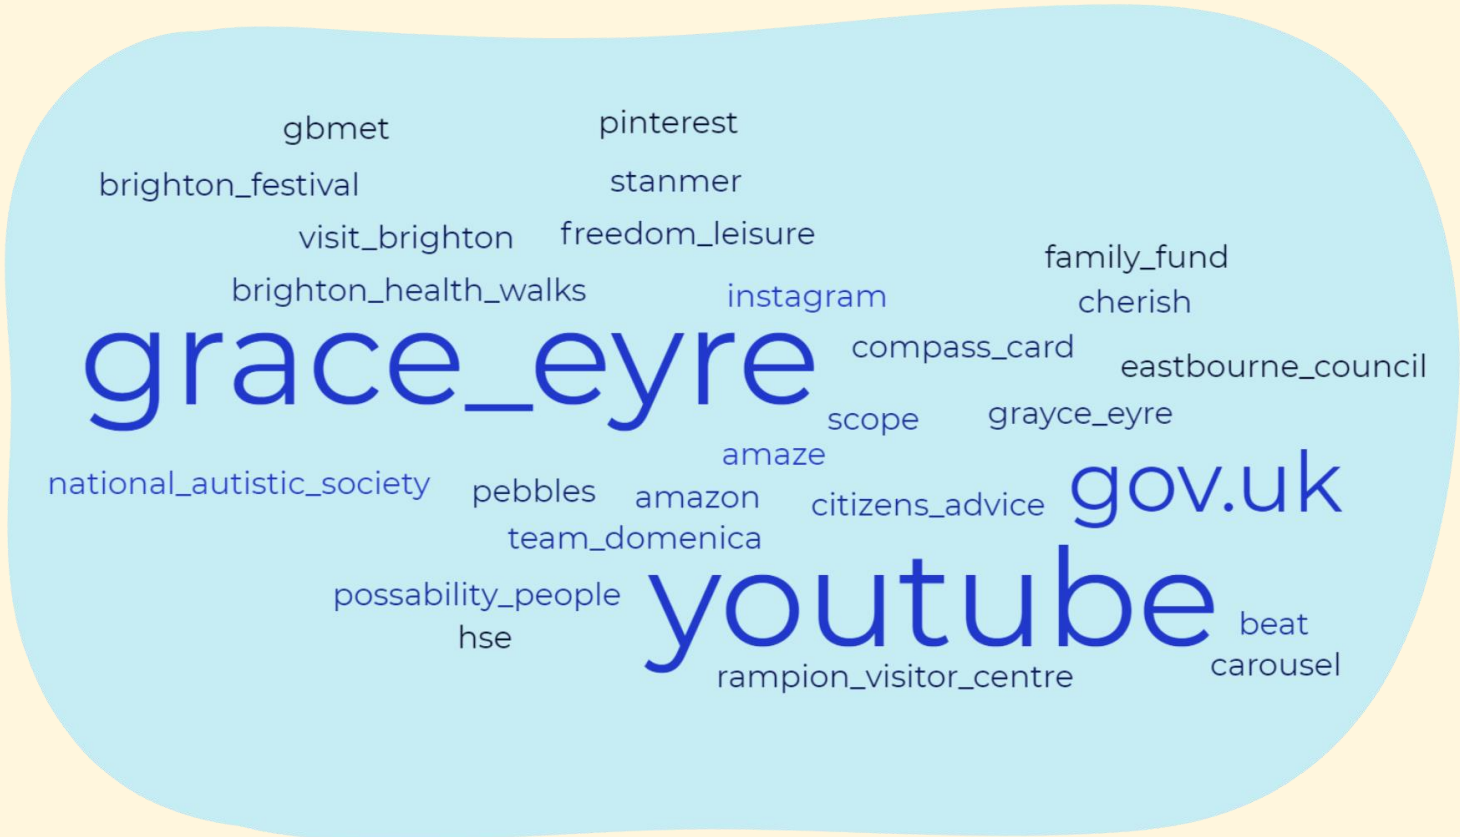 gbmet
pinterest
brighton_festival
stanmer
visit_brighton
freedom_leisure
family_fund
brighton_health_walks
instagram
cherish
grace_eyre
compass_card
eastbourne_council
scope
grayce_eyre
amaze
national_autistic_society
pebbles
amazon
citizens_advice
gov.uk
team_domenica
possability_people
youtube
beat
hse
carousel
rampion_visitor_centre